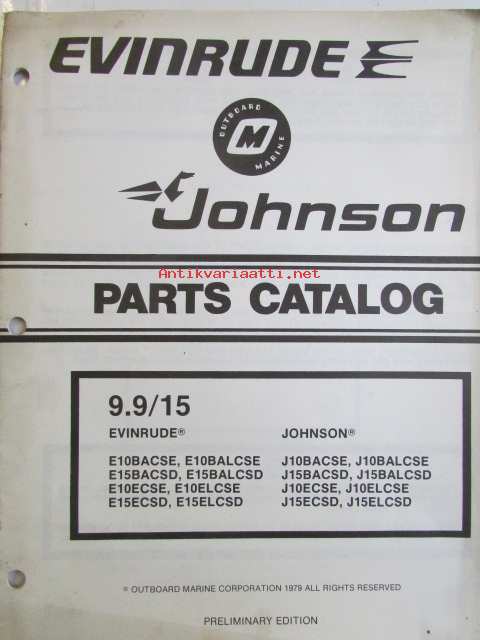 EVINRUDE
OUTBOARD MARINE
M
Johnson
Antikvariaatti.net
PARTS CATALOG
9.9/15
EVINRUDE® JOHNSON®
E10BACSE, E10BALCSE J10BACSE, J10BALCSE
E15BACSD, E15BALCSD J15BACSD, J15BALCSD
E10ECSE, E10ELCSE J10ECSE, J10ELCSE
E15ECSD, E15ELCSD J15ECSD, J15ELCSD
® OUTBOARD MARINE CORPORATION 1979 ALL RIGHTS RESERVED
PRELIMINARY EDITION